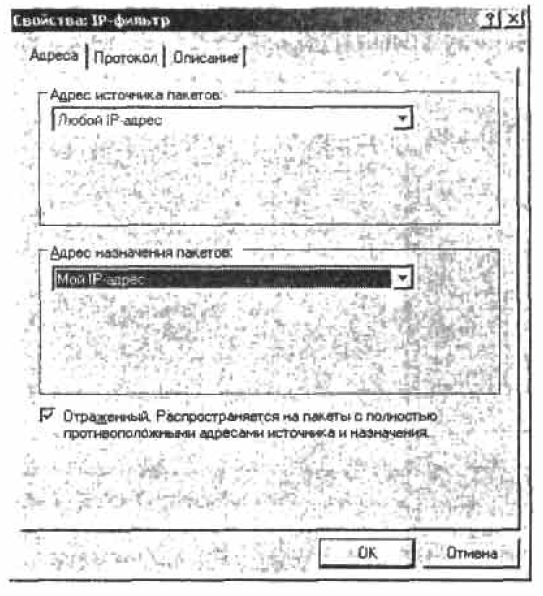 Свойства: IP-фильтр
Адреса Протокол Описание
Адрес источника пакетов:
Любой IP-адрес
Адрес назначения пакетов:
Мой IP-адрес
Отраженный. Распространяется на пакеты с полностью
противоположными адресами источника и назначения.
OK Отмена